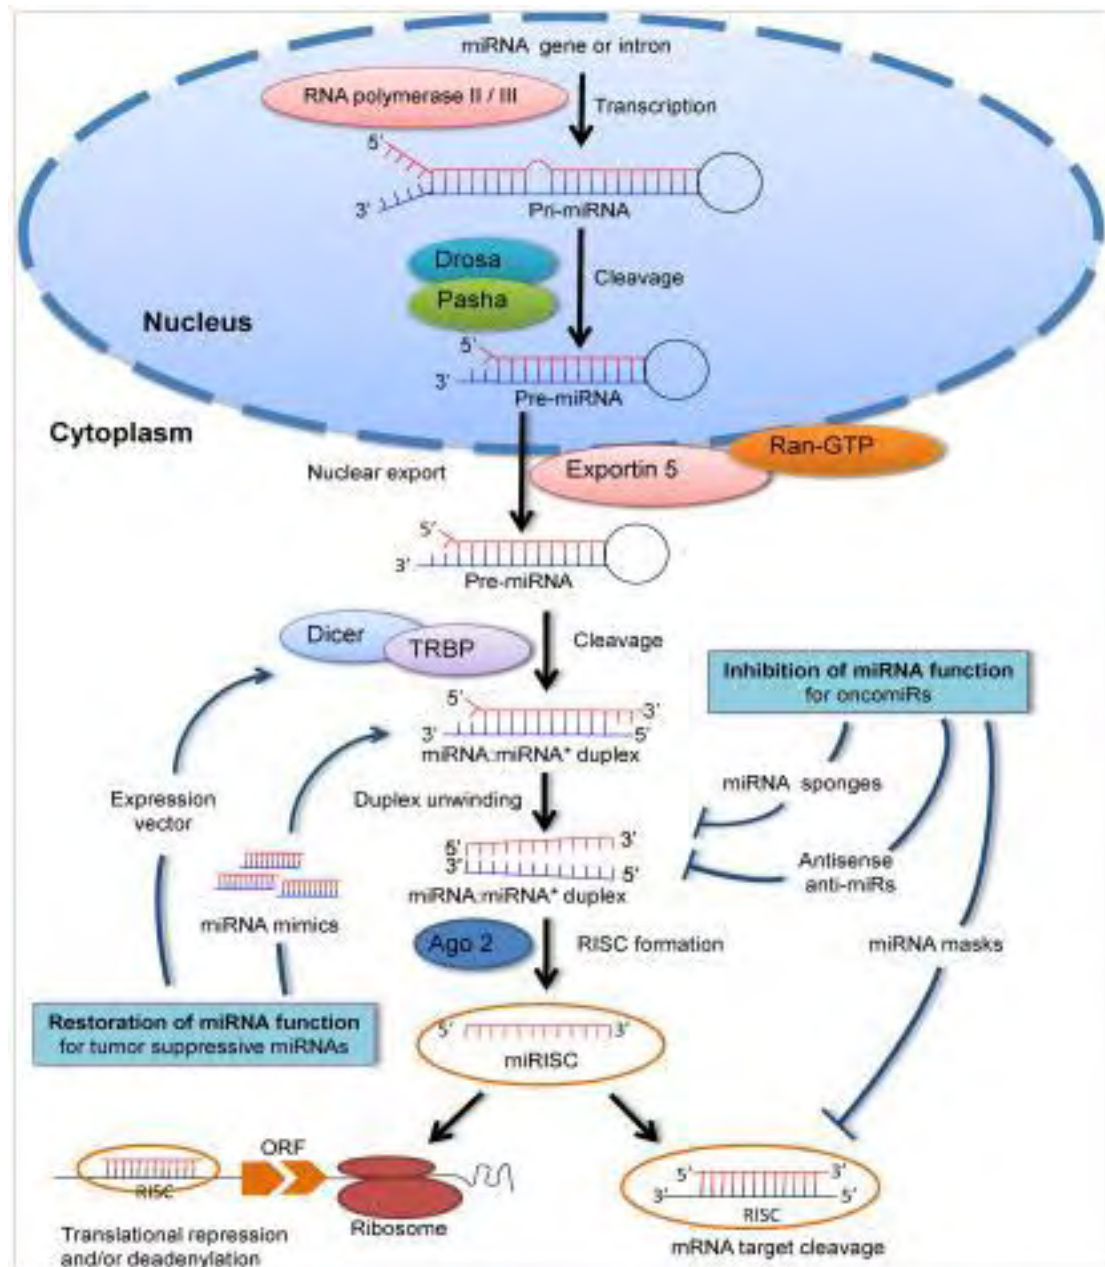 miRNA gene or intron
RNA polymerase II / III
Transcription
5'
3'
Pri-miRNA
Drosa
Pasha
Cleavage
Nucleus
5'
3'
Pre-miRNA
Cytoplasm
Nuclear export
Exportin 5
Ran-GTP
5'
3'
Pre-miRNA
Dicer
TRBP
Cleavage
Inhibition of miRNA function
for oncomiRs
5'
3'
3'
5'
miRNA:miRNA* duplex
miRNA sponges
Expression
vector
Duplex unwinding
5'
3'
3'
5'
miRNA:miRNA* duplex
Antisense
anti-miRs
miRNA mimics
Ago 2
RISC formation
miRNA masks
Restoration of miRNA function
for tumor suppressive miRNAs
5'
3'
miRISC
ORF
RISC
Ribosome
Translational repression
and/or deadenylation
5'
3'
3'
5'
RISC
mRNA target cleavage